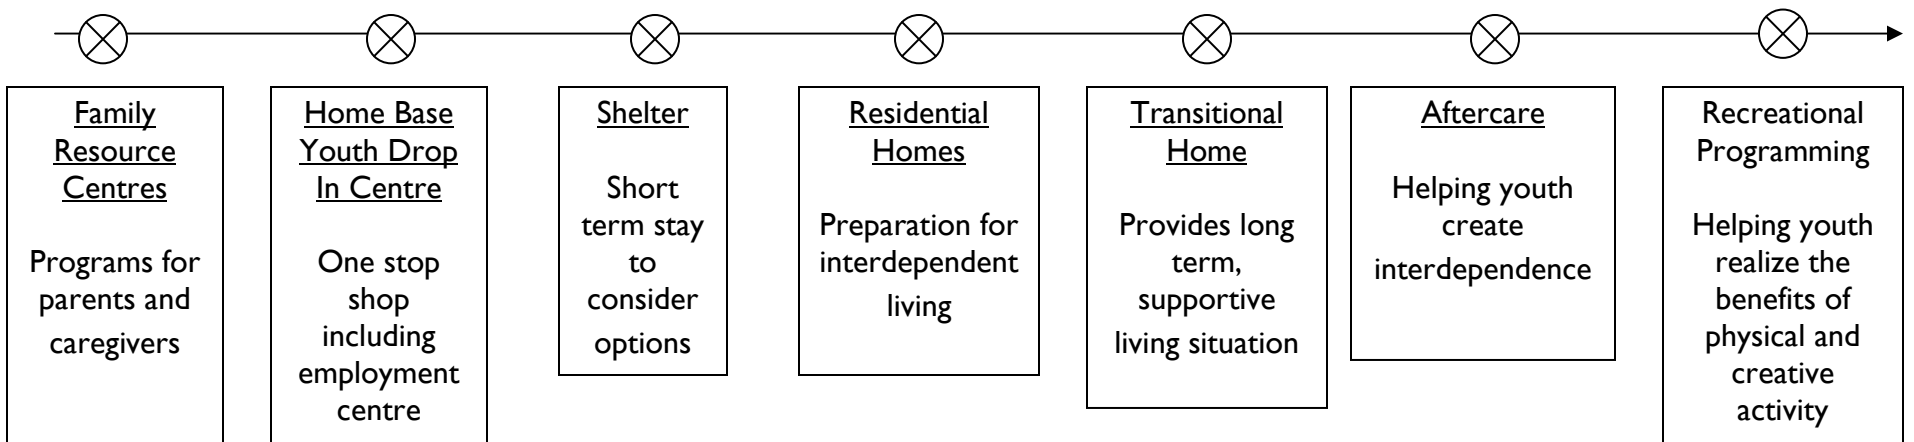 Family
Resource
Centres
Programs for
parents and
caregivers
Home Base
Youth Drop
In Centre
One stop
shop
including
employment
centre
Shelter
Short
term stay
to
consider
options
Residential
Homes
Preparation for
interdependent
living
Transitional
Home
Provides long
term,
supportive
living situation
Aftercare
Helping youth
create
interdependence
Recreational
Programming
Helping youth
realize the
benefits of
physical and
creative
activity